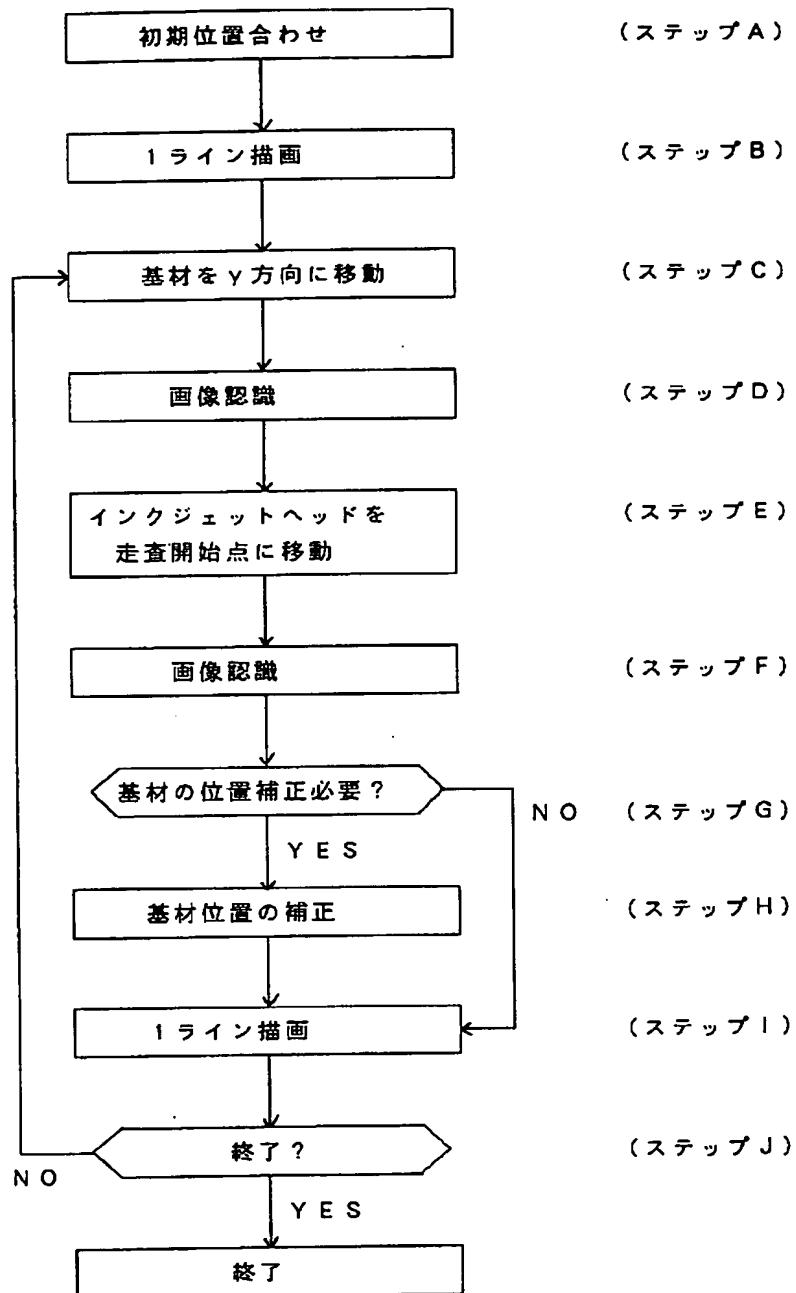 初期位置合わせ (ステップA)
1ライン描画 (ステップB)
基材をy方向に移動 (ステップC)
画像認識 (ステップD)
インクジェットヘッドを (ステップE)
走査開始点に移動
画像認識 (ステップF)
基材の位置補正必要?
NO (ステップG)
YES
基材位置の補正 (ステップH)
1ライン描画 (ステップI)
終了? (ステップJ)
NO
YES
終了